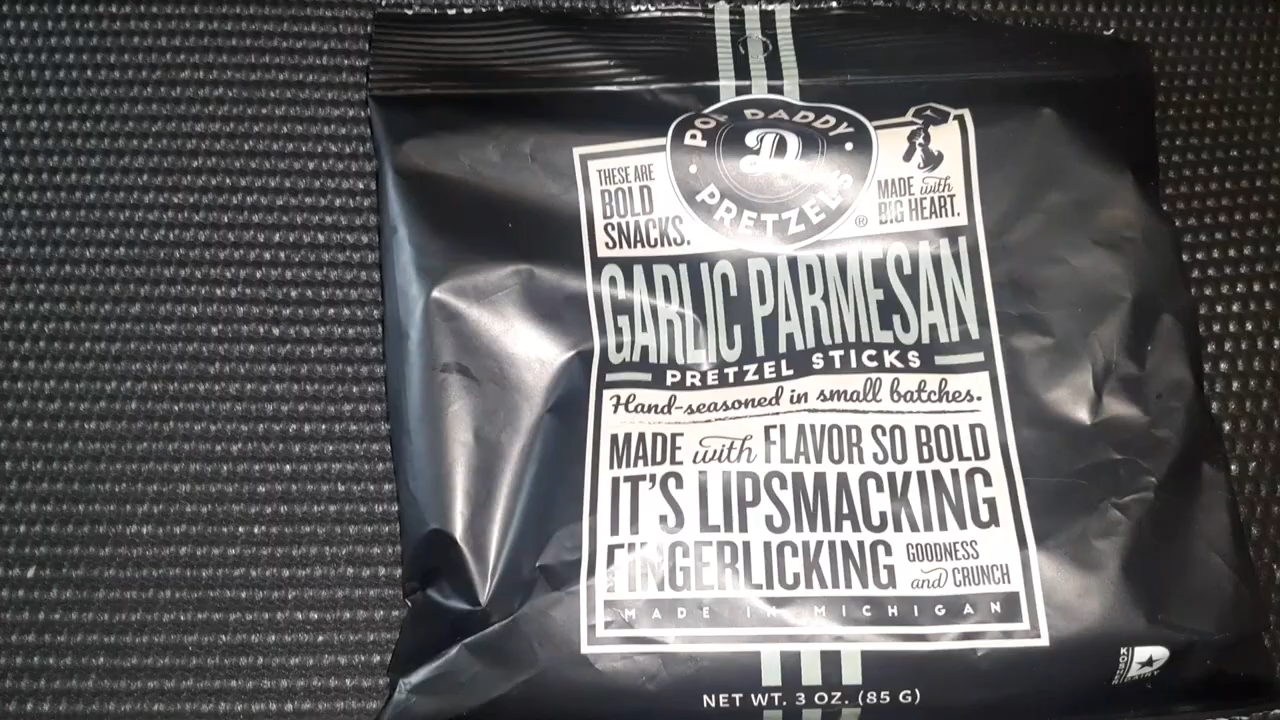 POP DADDY
D
PRETZELS
®
THESE ARE
BOLD
SNACKS.
MADE with
BIG HEART.
GARLIC PARMESAN
PRETZEL STICKS
Hand-seasoned in small batches.
MADE with FLAVOR SO BOLD
IT'S LIPSMACKING
FINGERLICKING GOODNESS
and CRUNCH
MADE IN MICHIGAN
KOSHER
DAIRY
NET WT. 3 OZ. (85 G)